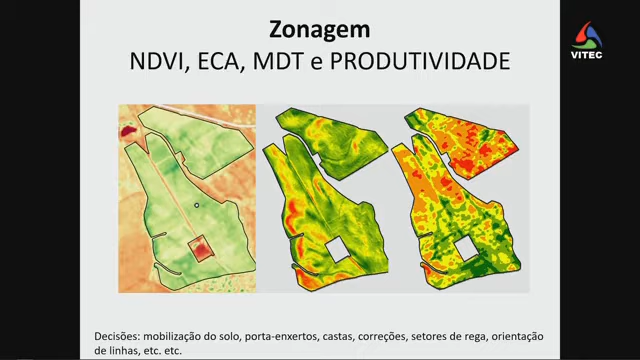 Zonagem
NDVI, ECA, MDT e PRODUTIVIDADE
VITEC
Decisões: mobilização do solo, porta-enxertos, castas, correções, setores de rega, orientação
de linhas, etc. etc.